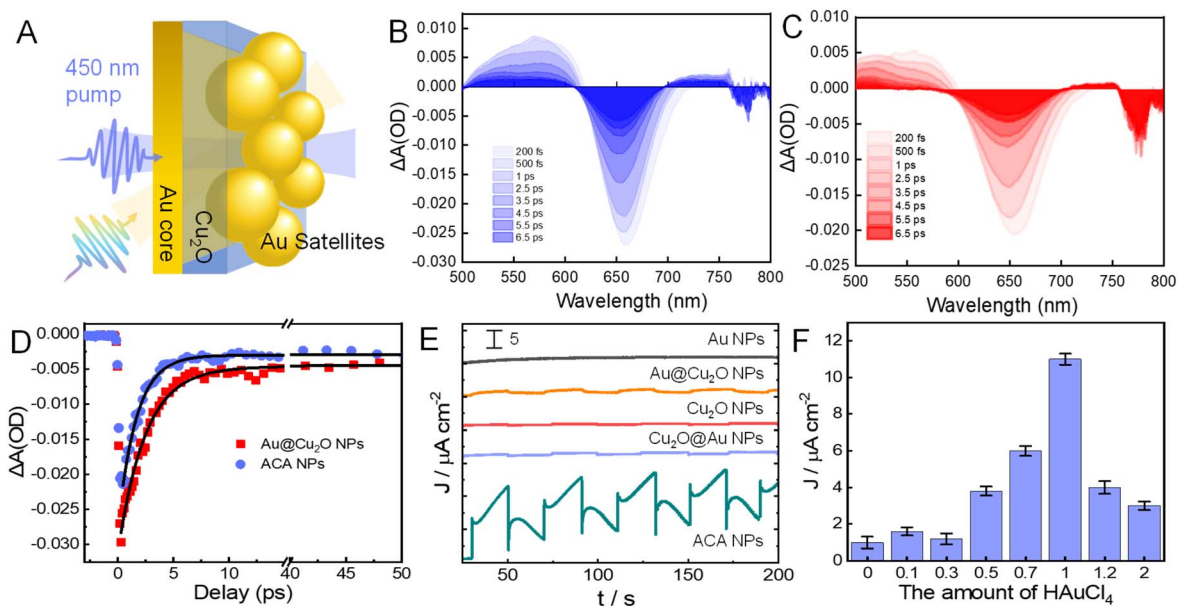 A
450 nm
pump
Au core
Cu₂O
Au Satellites
B
0.010
0.005
0.000
-0.005
-0.010
-0.015
-0.020
-0.025
-0.030
ΔA(OD)
200 fs
500 fs
1 ps
2.5 ps
3.5 ps
4.5 ps
5.5 ps
6.5 ps
500 550 600 650 700 750 800
Wavelength (nm)
C
0.010
0.005
0.000
-0.005
-0.010
-0.015
-0.020
-0.025
ΔA(OD)
200 fs
500 fs
1 ps
2.5 ps
3.5 ps
4.5 ps
5.5 ps
6.5 ps
500 550 600 650 700 750 800
Wavelength (nm)
D
0.000
-0.005
-0.010
-0.015
-0.020
-0.025
-0.030
ΔA(OD)
Au@Cu₂O NPs
ACA NPs
0 5 10 40 45 50
Delay (ps)
E
5
J / μA cm⁻²
Au NPs
Au@Cu₂O NPs
Cu₂O NPs
Cu₂O@Au NPs
ACA NPs
50 100 150 200
t / s
F
12
10
8
6
4
2
0
J / μA cm⁻²
0 0.1 0.3 0.5 0.7 1 1.2 2
The amount of HAuCl₄